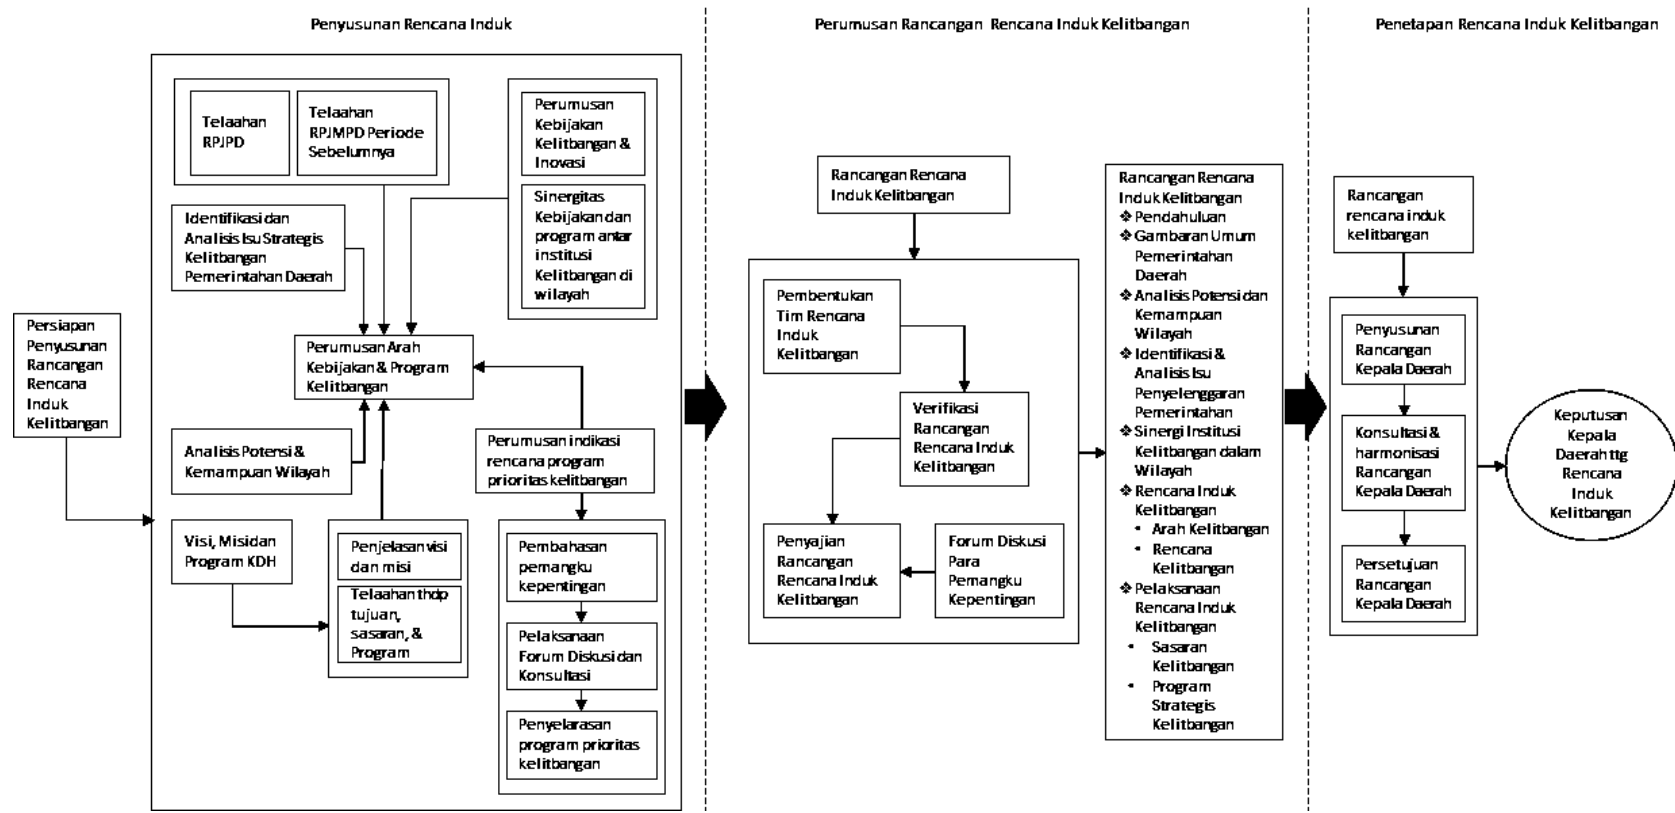 Penyusunan Rencana Induk
Telaahan
RPJPD
Telaahan
RPJMPD Periode
Sebelumnya
Perumusan
Kebijakan
Kelitbangan &
Inovasi
Sinergitas
Kebijakan dan
program antar
institusi
Kelitbangan di
wilayah
Identifikasi dan
Analisis Isu Strategis
Kelitbangan
Pemerintahan Daerah
Persiapan
Penyusunan
Rancangan
Rencana
Induk
Kelitbangan
Perumusan Arah
Kebijakan & Program
Kelitbangan
Analisis Potensi &
Kemampuan Wilayah
Perumusan indikasi
rencana program
prioritas kelitbangan
Visi, Misi dan
Program KDH
Penjelasan visi
dan misi
Telaahan thdp
tujuan,
sasaran, &
Program
Pembahasan
pemangku
kepentingan
Pelaksanaan
Forum Diskusi dan
Konsultasi
Penyelarasan
program prioritas
kelitbangan
Perumusan Rancangan Rencana Induk Kelitbangan
Rancangan Rencana
Induk Kelitbangan
Pembentukan
Tim Rencana
Induk
Kelitbangan
Verifikasi
Rancangan
Rencana Induk
Kelitbangan
Penyajian
Rancangan
Rencana Induk
Kelitbangan
Forum Diskusi
Para
Pemangku
Kepentingan
Rancangan Rencana
Induk Kelitbangan
❖ Pendahuluan
❖ Gambaran Umum
Pemerintahan
Daerah
❖ Analisis Potensi dan
Kemampuan
Wilayah
❖ Identifikasi &
Analisis Isu
Penyelenggaran
Pemerintahan
❖ Sinergi Institusi
Kelitbangan dalam
Wilayah
❖ Rencana Induk
Kelitbangan
• Arah Kelitbangan
• Rencana
Kelitbangan
❖ Pelaksanaan
Rencana Induk
Kelitbangan
• Sasaran
Kelitbangan
• Program
Strategis
Kelitbangan
Penetapan Rencana Induk Kelitbangan
Rancangan
rencana induk
kelitbangan
Penyusunan
Rancangan
Kepala Daerah
Konsultasi &
harmonisasi
Rancangan
Kepala Daerah
Persetujuan
Rancangan
Kepala Daerah
Keputusan
Kepala
Daerah ttg
Rencana
Induk
Kelitbangan